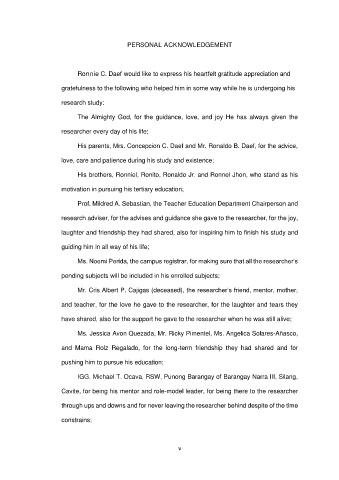 PERSONAL ACKNOWLEDGEMENT
Ronnie C. Daef would like to express his heartfelt gratitude appreciation and
gratefulness to the following who helped him in some way while he is undergoing his
research study:
The Almighty God, for the guidance, love, and joy He has always given the
researcher every day of his life;
His parents, Mrs. Concepcion C. Daef and Mr. Ronaldo B. Daef, for the advice,
love, care and patience during his study and existence;
His brothers, Ronniel, Ronito, Ronaldo Jr. and Ronnel Jhon, who stand as his
motivation in pursuing his tertiary education;
Prof. Mildred A. Sebastian, the Teacher Education Department Chairperson and
research adviser, for the advises and guidance she gave to the researcher, for the joy,
laughter and friendship they had shared, also for inspiring him to finish his study and
guiding him in all way of his life;
Ms. Noemi Perida, the campus registrar, for making sure that all the researcher's
pending subjects will be included in his enrolled subjects;
Mr. Cris Albert P. Cajigas (deceased), the researcher's friend, mentor, mother,
and teacher, for the love he gave to the researcher, for the laughter and tears they
have shared, also for the support he gave to the researcher when he was still alive;
Ms. Jessica Avon Quezada, Mr. Ricky Pimentel, Ms. Angelica Solares-Añasco,
and Mama Rolz Regalado, for the long-term friendship they had shared and for
pushing him to pursue his education;
IGG. Michael T. Ocava, RSW, Punong Barangay of Barangay Narra III, Silang,
Cavite, for being his mentor and role-model leader, for being there to the researcher
through ups and downs and for never leaving the researcher behind despite of the time
constrains;
v